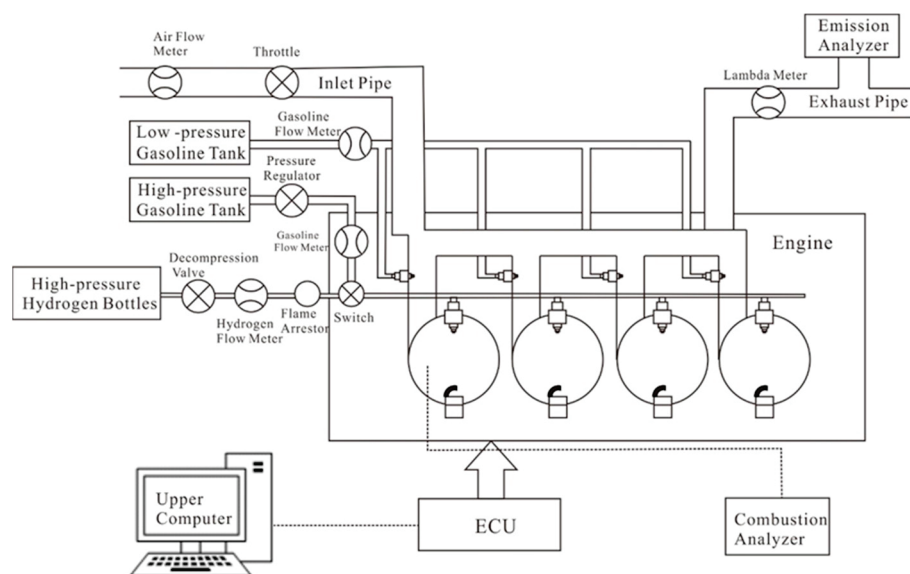 Emission
Analyzer
Air Flow
Meter
Throttle
Inlet Pipe
Lambda Meter
Exhaust Pipe
Low -pressure
Gasoline Tank
Gasoline
Flow Meter
High-pressure
Gasoline Tank
Pressure
Regulator
Gasoline
Flow Meter
Engine
High-pressure
Hydrogen Bottles
Decompression
Valve
Hydrogen
Flow Meter
Flame
Arrestor
Switch
Upper
Computer
ECU
Combustion
Analyzer